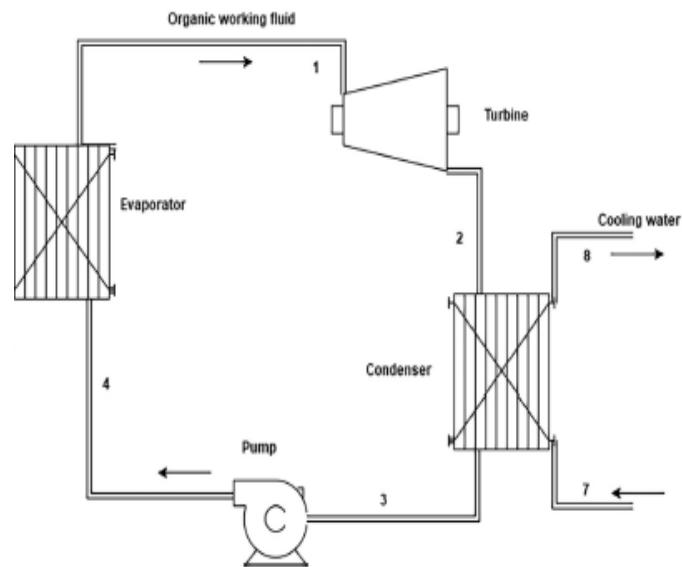 Organic working fluid
1
Turbine
Evaporator
Cooling water
2
8
Condenser
4
Pump
3
7